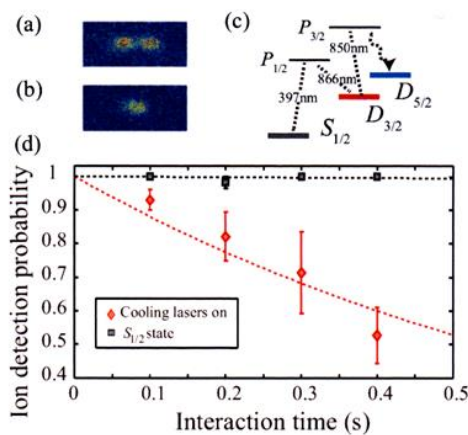 (a)
(b)
(c)
P3/2
P1/2
850nm
866nm
397nm
D5/2
D3/2
S1/2
(d)
1
0.9
0.8
0.7
0.6
0.5
0.4
0 0.1 0.2 0.3 0.4 0.5
Ion detection probability
Cooling lasers on
S1/2 state
Interaction time (s)